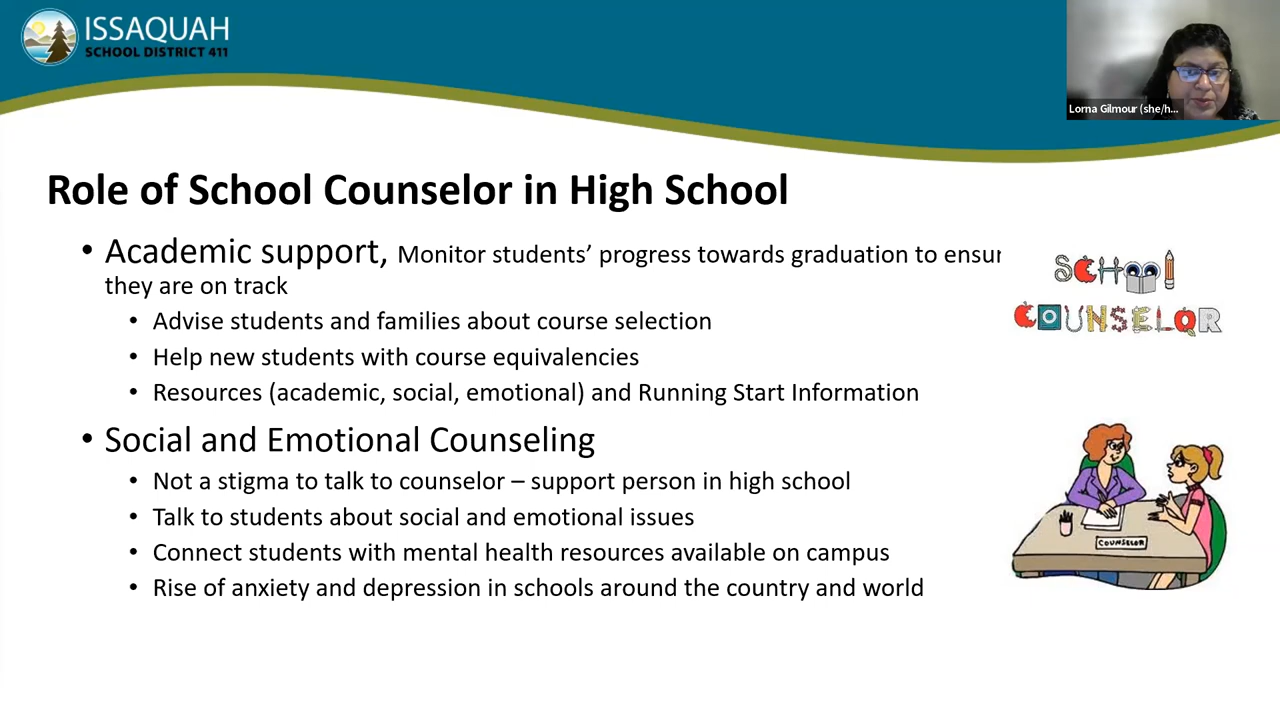 ISSAQUAH
SCHOOL DISTRICT 411
Lorna Gilmour (she/h...
Role of School Counselor in High School
• Academic support, Monitor students’ progress towards graduation to ensur
they are on track
• Advise students and families about course selection
• Help new students with course equivalencies
• Resources (academic, social, emotional) and Running Start Information
• Social and Emotional Counseling
• Not a stigma to talk to counselor – support person in high school
• Talk to students about social and emotional issues
• Connect students with mental health resources available on campus
• Rise of anxiety and depression in schools around the country and world
SCHOOL
COUNSELOR
COUNSELOR